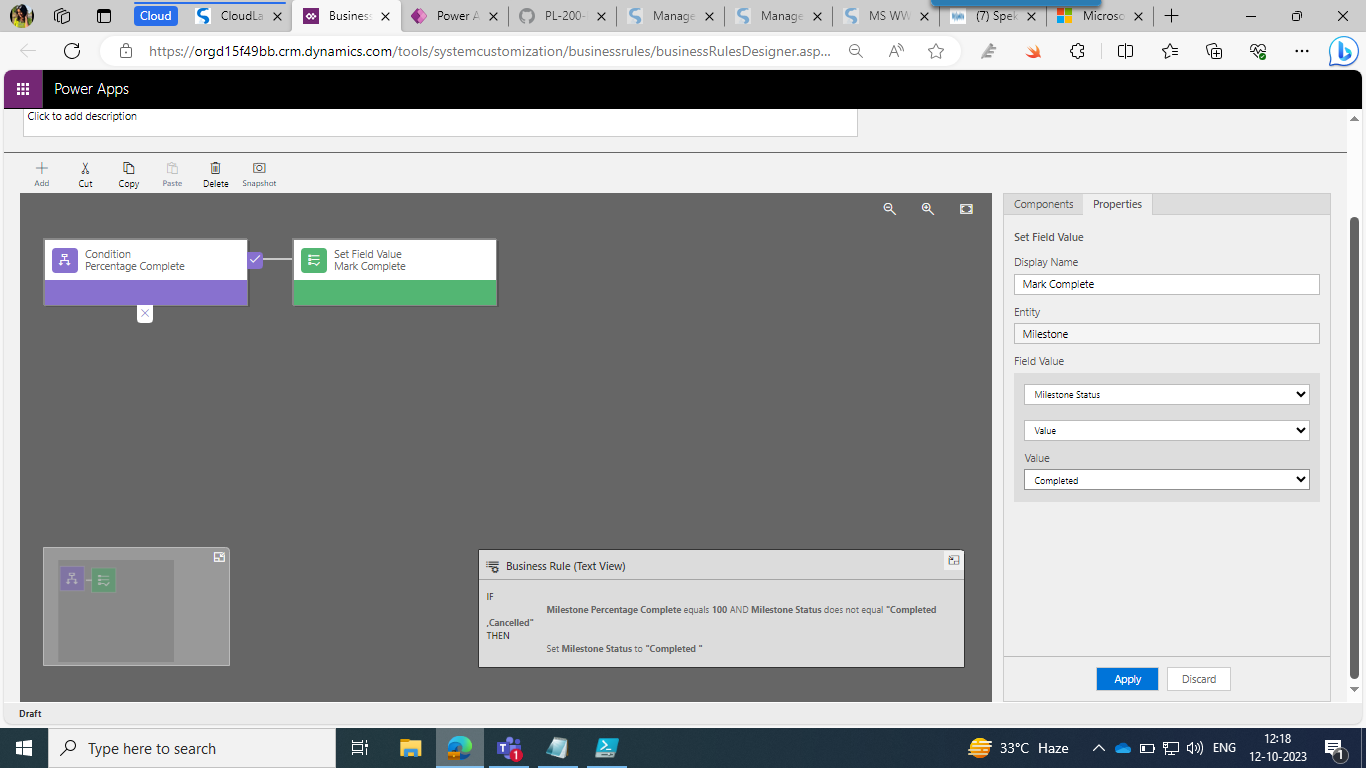 Cloud
CloudLa
Business
Power A
PL-200-
Manage
Manage
MS WW
(7) Spek
Microso
https://orgd15f49bb.crm.dynamics.com/tools/systemcustomization/businessrules/businessRulesDesigner.asp...
Power Apps
Click to add description
Add
Cut
Copy
Paste
Delete
Snapshot
Condition
Percentage Complete
Set Field Value
Mark Complete
Components
Properties
Set Field Value
Display Name
Mark Complete
Entity
Milestone
Field Value
Milestone Status
Value
Value
Completed
Business Rule (Text View)
IF
Milestone Percentage Complete equals 100 AND Milestone Status does not equal "Completed
,Cancelled"
THEN
Set Milestone Status to "Completed "
Apply
Discard
Draft
Type here to search
1
33°C Haze
ENG
12:18
12-10-2023
1